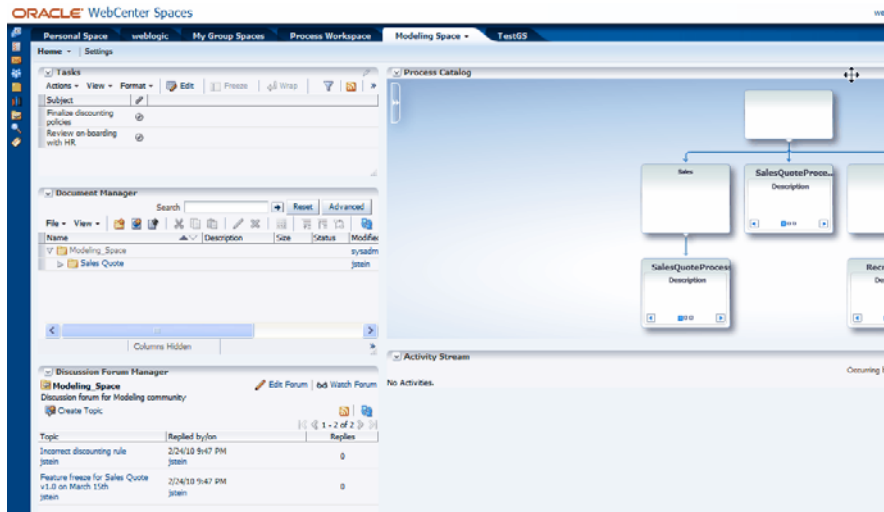 ORACLE WebCenter Spaces
Personal Space weblogic My Group Spaces Process Workspace Modeling Space TestGS
Home Settings
Tasks
Actions View Format Edit Freeze Wrap »
Subject
Finalize discounting
policies
Review on-boarding
with HR
Document Manager
Search Reset Advanced
File View
Name Description Size Status Modified
Modeling_Space sysadm
Sales Quote jstein
Columns Hidden »
Discussion Forum Manager
Modeling_Space Edit Forum Watch Forum
Discussion forum for Modeling community
Create Topic
1 - 2 of 2
Topic Replied by/on Replies
Incorrect discounting rule 2/24/10 9:47 PM 0
jstein jstein
Feature freeze for Sales Quote 2/24/10 9:47 PM 0
v1.0 on March 15th jstein
jstein
Process Catalog
Sales SalesQuoteProce...
Description
SalesQuoteProcess Recr
Description De
Activity Stream
Occurring
No Activities.